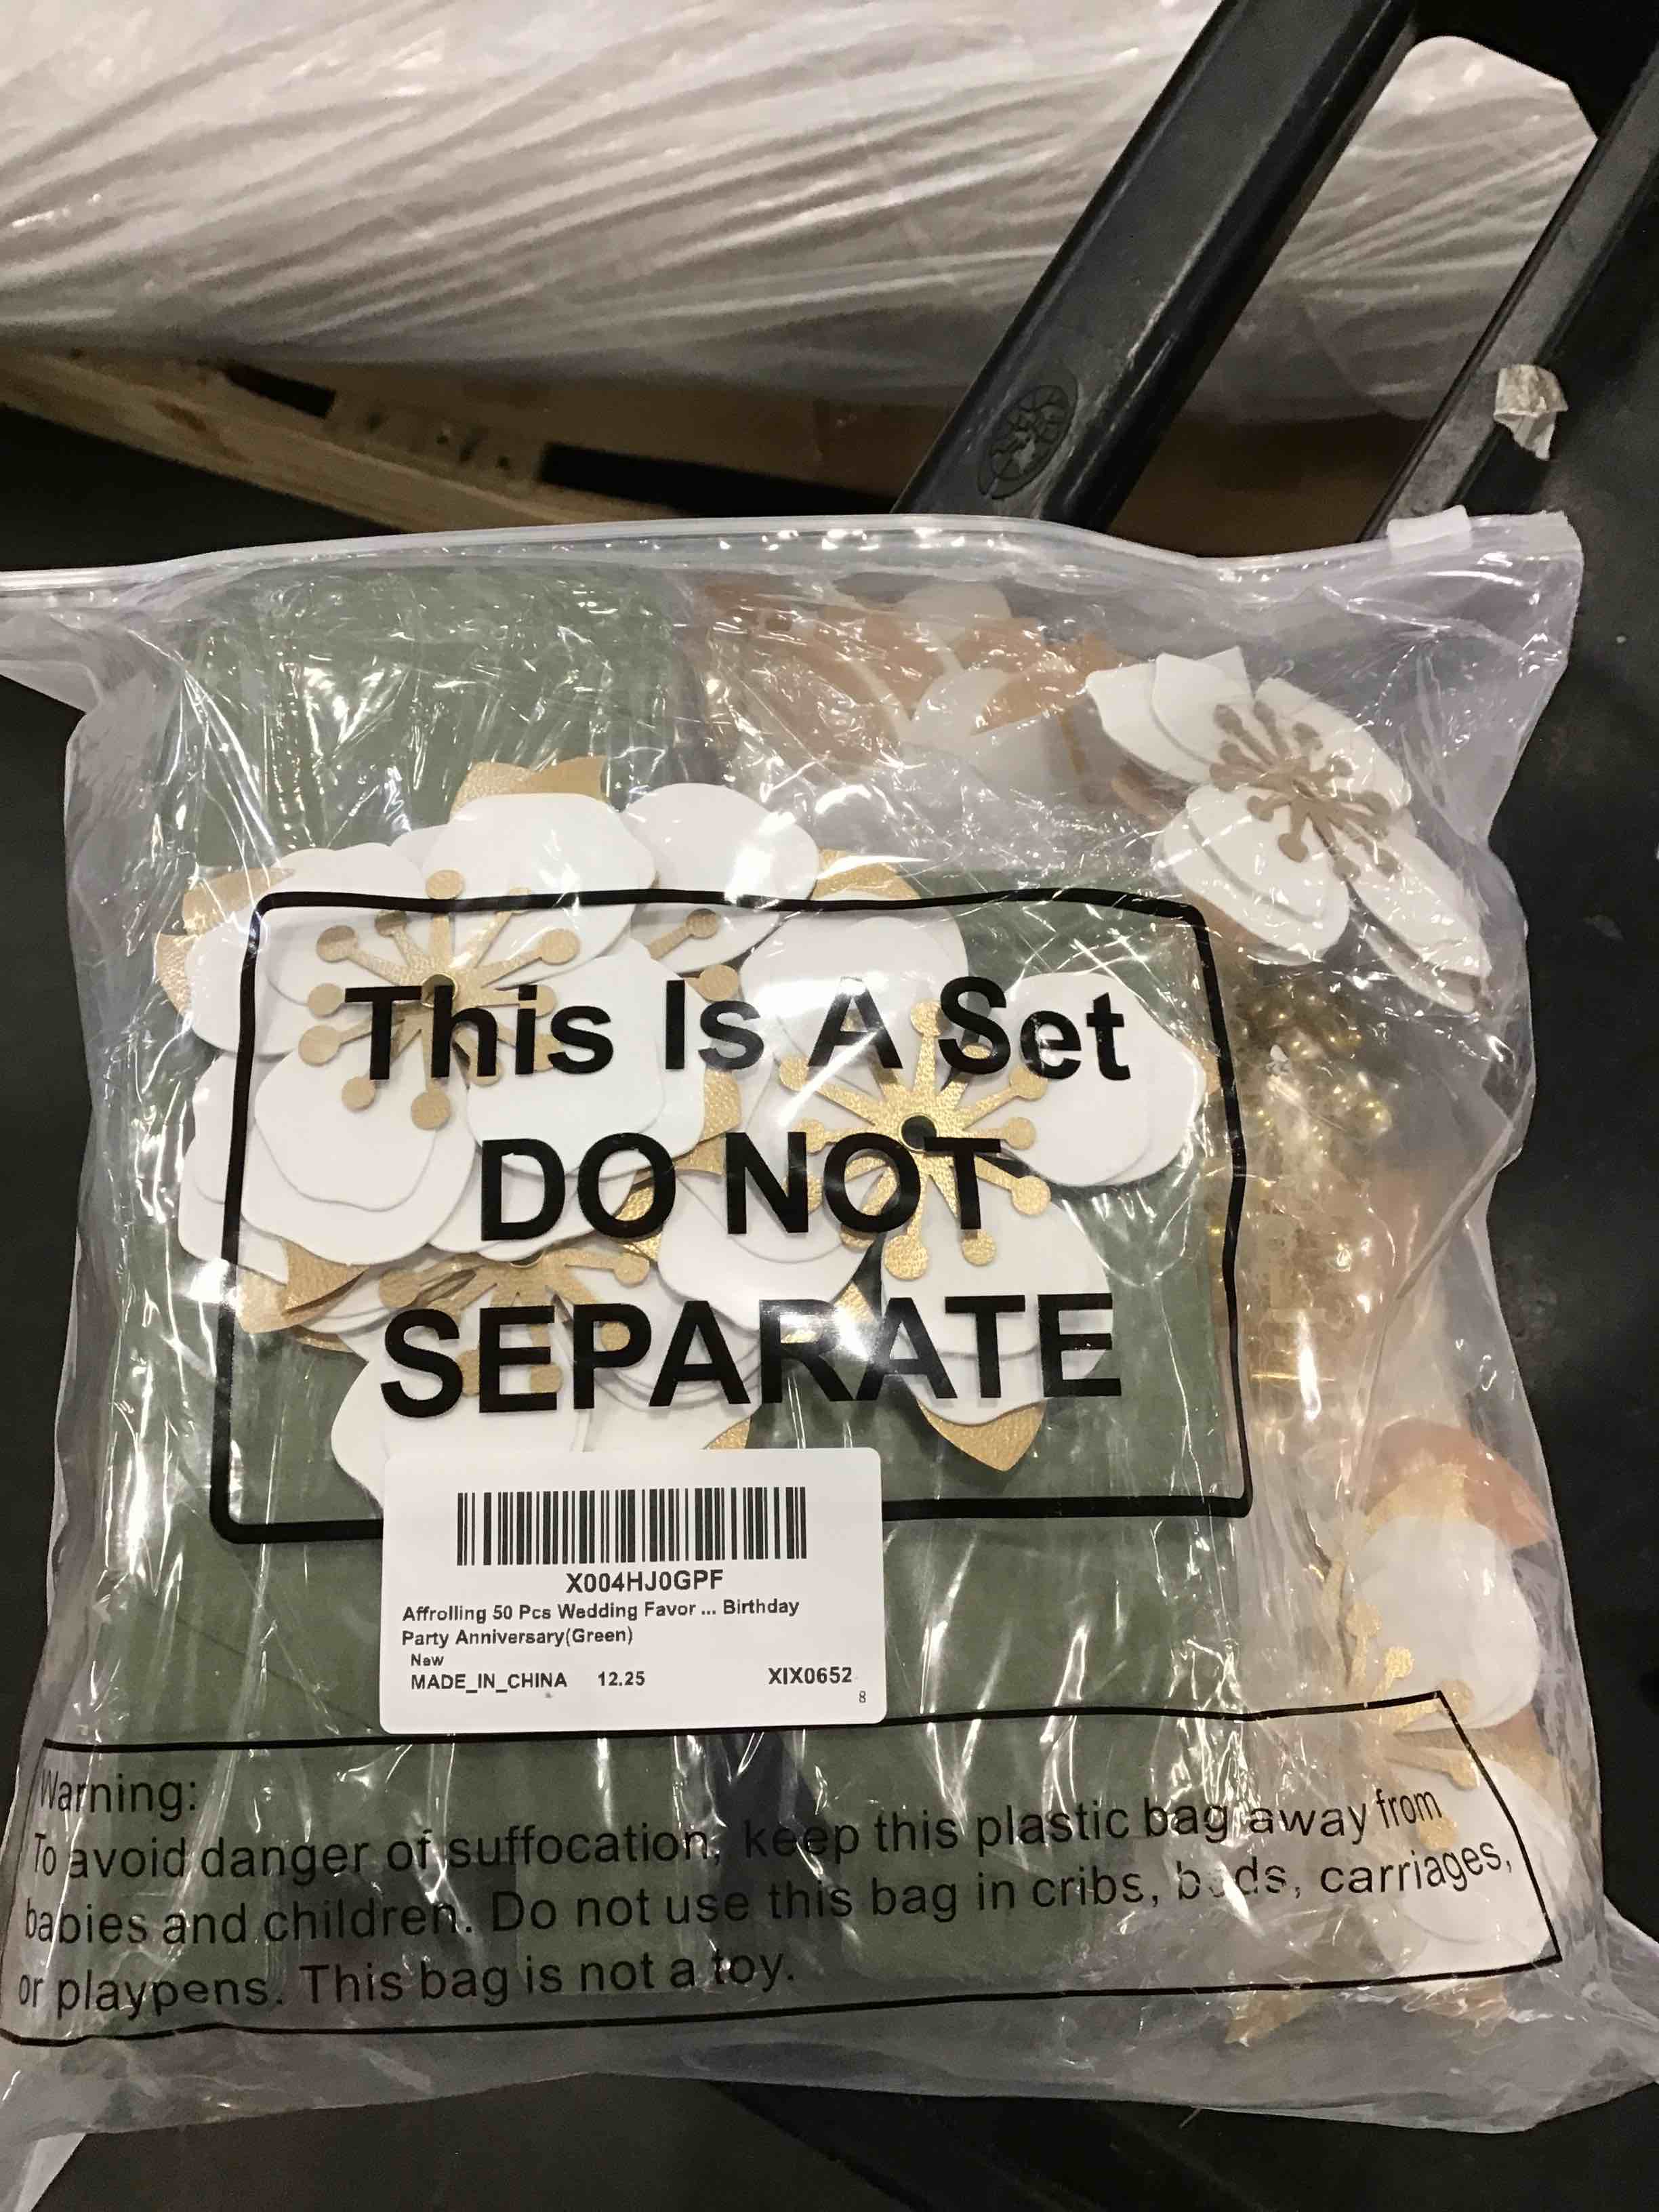 This Is A Set
DO NOT
SEPARATE
X004HJ0GPF
Affrolling 50 Pcs Wedding Favor ... Birthday
Party Anniversary(Green)
New
MADE_IN_CHINA 12.25 XIX0652
8
Warning:
To avoid danger of suffocation, keep this plastic bag away from
babies and children. Do not use this bag in cribs, beds, carriages,
or playpens. This bag is not a toy.